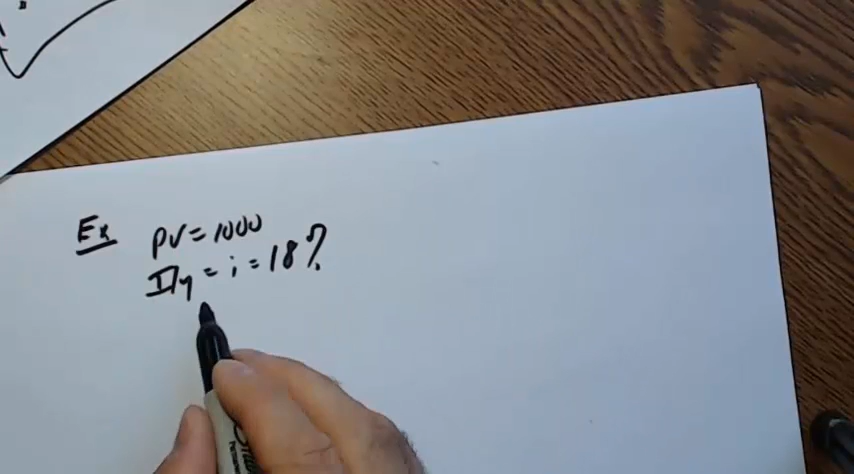 Ex PV = 1000
I/y = i = 18%